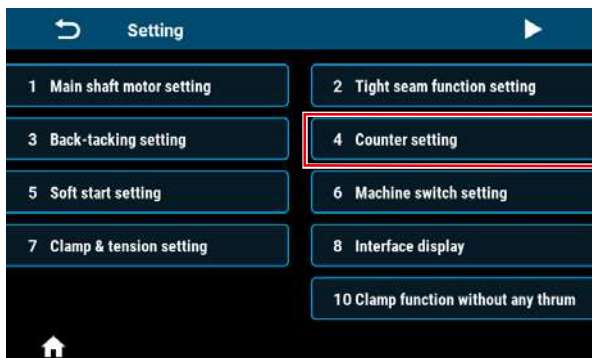 Setting
1 Main shaft motor setting
2 Tight seam function setting
3 Back-tacking setting
4 Counter setting
5 Soft start setting
6 Machine switch setting
7 Clamp & tension setting
8 Interface display
10 Clamp function without any thrum